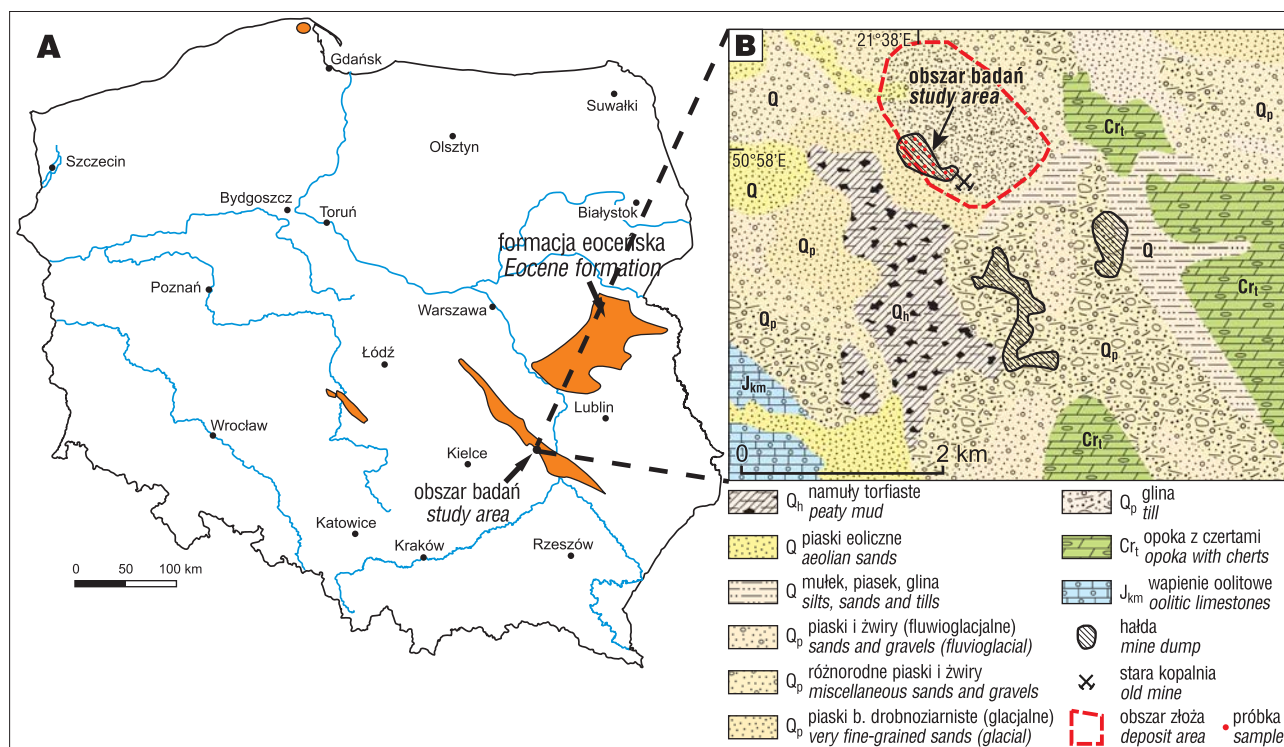 A
Gdańsk
Suwałki
Olsztyn
Szczecin
Bydgoszcz
Toruń
Białystok
formacja eoceńska
Eocene formation
Poznań
Warszawa
Łódź
Lublin
Wrocław
Kielce
obszar badań
study area
Katowice
Kraków
Rzeszów
0 50 100 km
B
21°38'E
obszar badań
study area
Q
Qp
Crt
50°58'E
Q
Qp
Q
Crt
Qh
Qp
Qp
Jkm
Crt
0 2 km
Qh namuły torfiaste
peaty mud
Q piaski eoliczne
aeolian sands
Q mułek, piasek, glina
silts, sands and tills
Qp piaski i żwiry (fluwioglacjalne)
sands and gravels (fluvioglacial)
Qp różnorodne piaski i żwiry
miscellaneous sands and gravels
Qp piaski b. drobnoziarniste (glacjalne)
very fine-grained sands (glacial)
Qp glina
till
Crt opoka z czertami
opoka with cherts
Jkm wapienie oolitowe
oolitic limestones
hałda
mine dump
stara kopalnia
old mine
obszar złoża
deposit area
próbka
sample